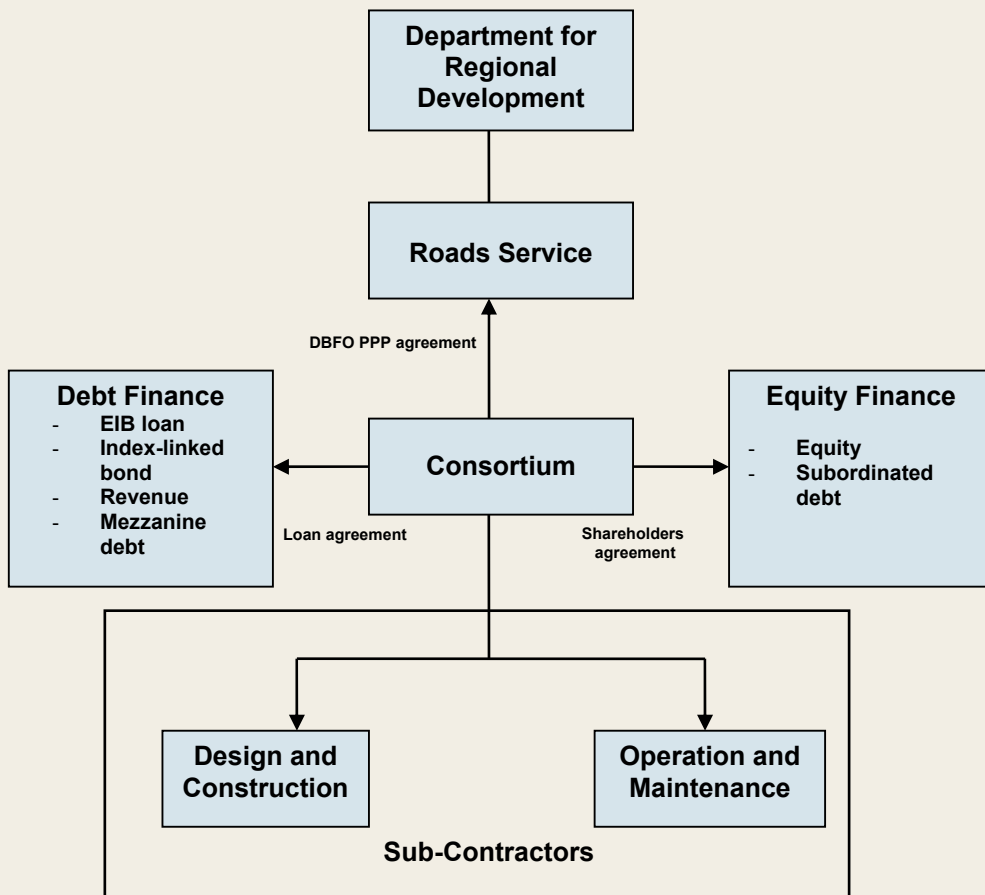 Department for
Regional
Development
Roads Service
DBFO PPP agreement
Debt Finance
- EIB loan
- Index-linked
bond
- Revenue
- Mezzanine
debt
Consortium
Equity Finance
- Equity
- Subordinated
debt
Loan agreement
Shareholders
agreement
Design and
Construction
Operation and
Maintenance
Sub-Contractors